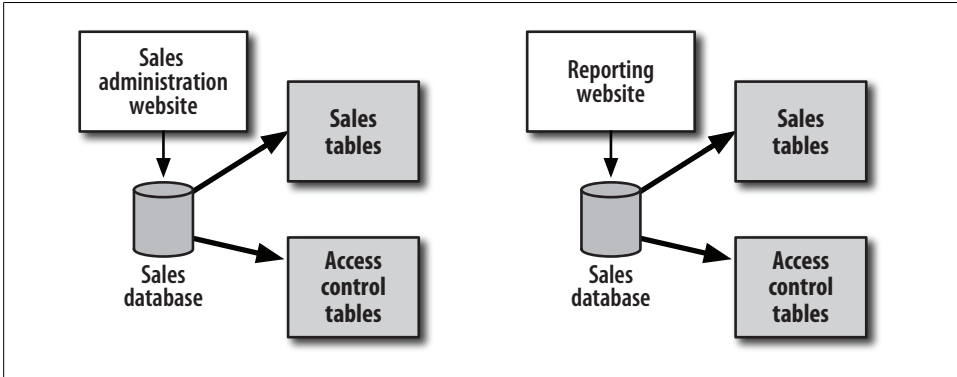 Sales
administration
website
Sales
tables
Sales
database
Access
control
tables
Reporting
website
Sales
tables
Sales
database
Access
control
tables